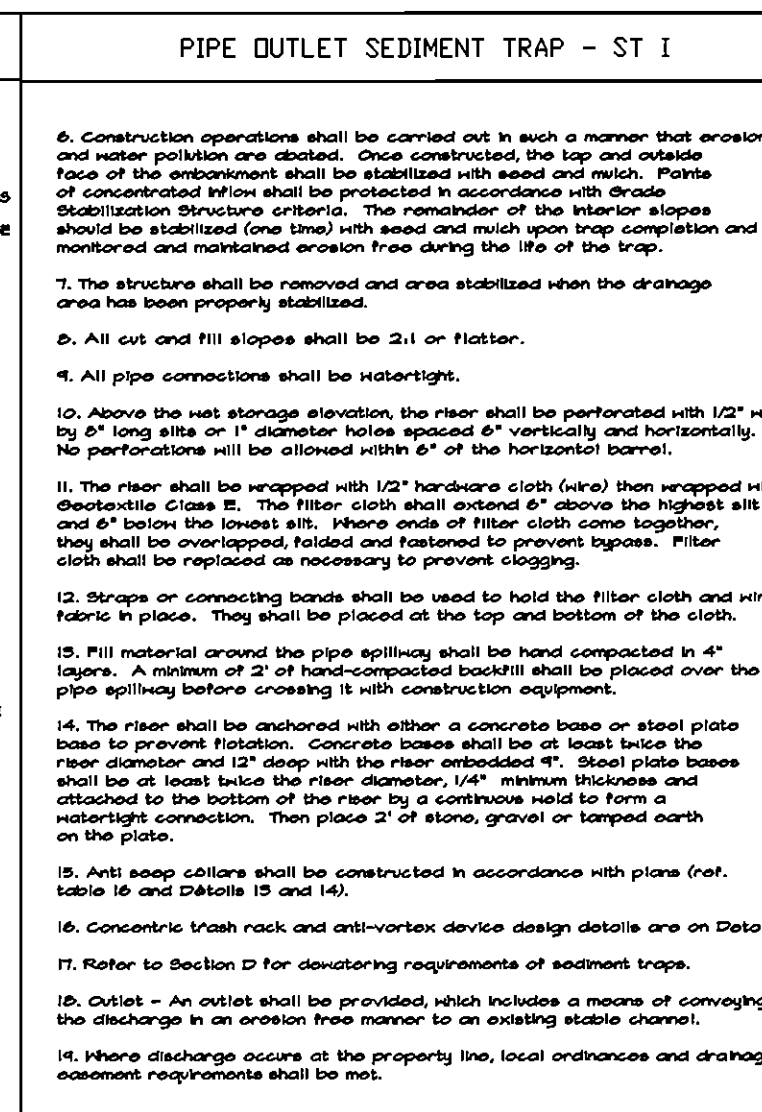 PIPE OUTLET SEDIMENT TRAP - ST I
6. Construction operations shall be carried out in such a manner that erosion
and water pollution are abated. Once constructed, the top and outside
face of the embankment shall be stabilized with seed and mulch. Points
s
of concentrated inflow shall be protected in accordance with Grade
Stabilization Structure criteria. The remainder of the interior slopes
e
should be stabilized (one time) with seed and mulch upon trap completion and
monitored and maintained erosion free during the life of the trap.
7. The structure shall be removed and area stabilized when the drainage
area has been properly stabilized.
8. All cut and fill slopes shall be 2:1 or flatter.
9. All pipe connections shall be watertight.
10. Above the wet storage elevation, the riser shall be perforated with 1/2" w
by 8" long slits or 1" diameter holes spaced 6" vertically and horizontally.
No perforations will be allowed within 6" of the horizontal barrel.
11. The riser shall be wrapped with 1/2" hardware cloth (wire) then wrapped wi
Geotextile Class E. The filter cloth shall extend 6" above the highest slit
and 6" below the lowest slit. Where ends of filter cloth come together,
they shall be overlapped, folded and fastened to prevent bypass. Filter
cloth shall be replaced as necessary to prevent clogging.
12. Straps or connecting bands shall be used to hold the filter cloth and wir
fabric in place. They shall be placed at the top and bottom of the cloth.
13. Fill material around the pipe spillway shall be hand compacted in 4"
layers. A minimum of 2' of hand-compacted backfill shall be placed over the
pipe spillway before crossing it with construction equipment.
14. The riser shall be anchored with either a concrete base or steel plate
base to prevent flotation. Concrete bases shall be at least twice the
riser diameter and 12" deep with the riser embedded 9". Steel plate bases
shall be at least twice the riser diameter, 1/4" minimum thickness and
attached to the bottom of the riser by a continuous weld to form a
watertight connection. Then place 2' of stone, gravel or tamped earth
on the plate.
15. Anti seep collars shall be constructed in accordance with plans (ref.
table 16 and Details 13 and 14).
16. Concentric trash rack and anti-vortex device design details are on Deta
17. Refer to Section D for dewatering requirements of sediment traps.
18. Outlet - An outlet shall be provided, which includes a means of conveying
the discharge in an erosion free manner to an existing stable channel.
19. Where discharge occurs at the property line, local ordinances and drainag
easement requirements shall be met.